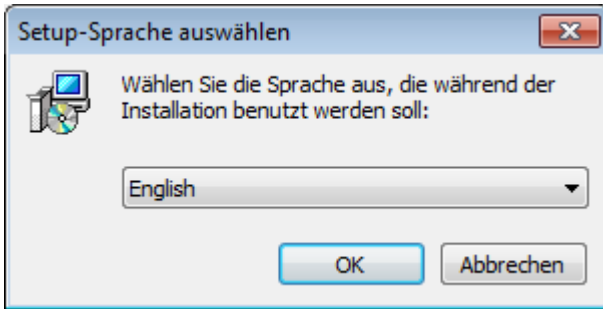 Setup-Sprache auswählen
Wählen Sie die Sprache aus, die während der
Installation benutzt werden soll:
English
OK Abbrechen